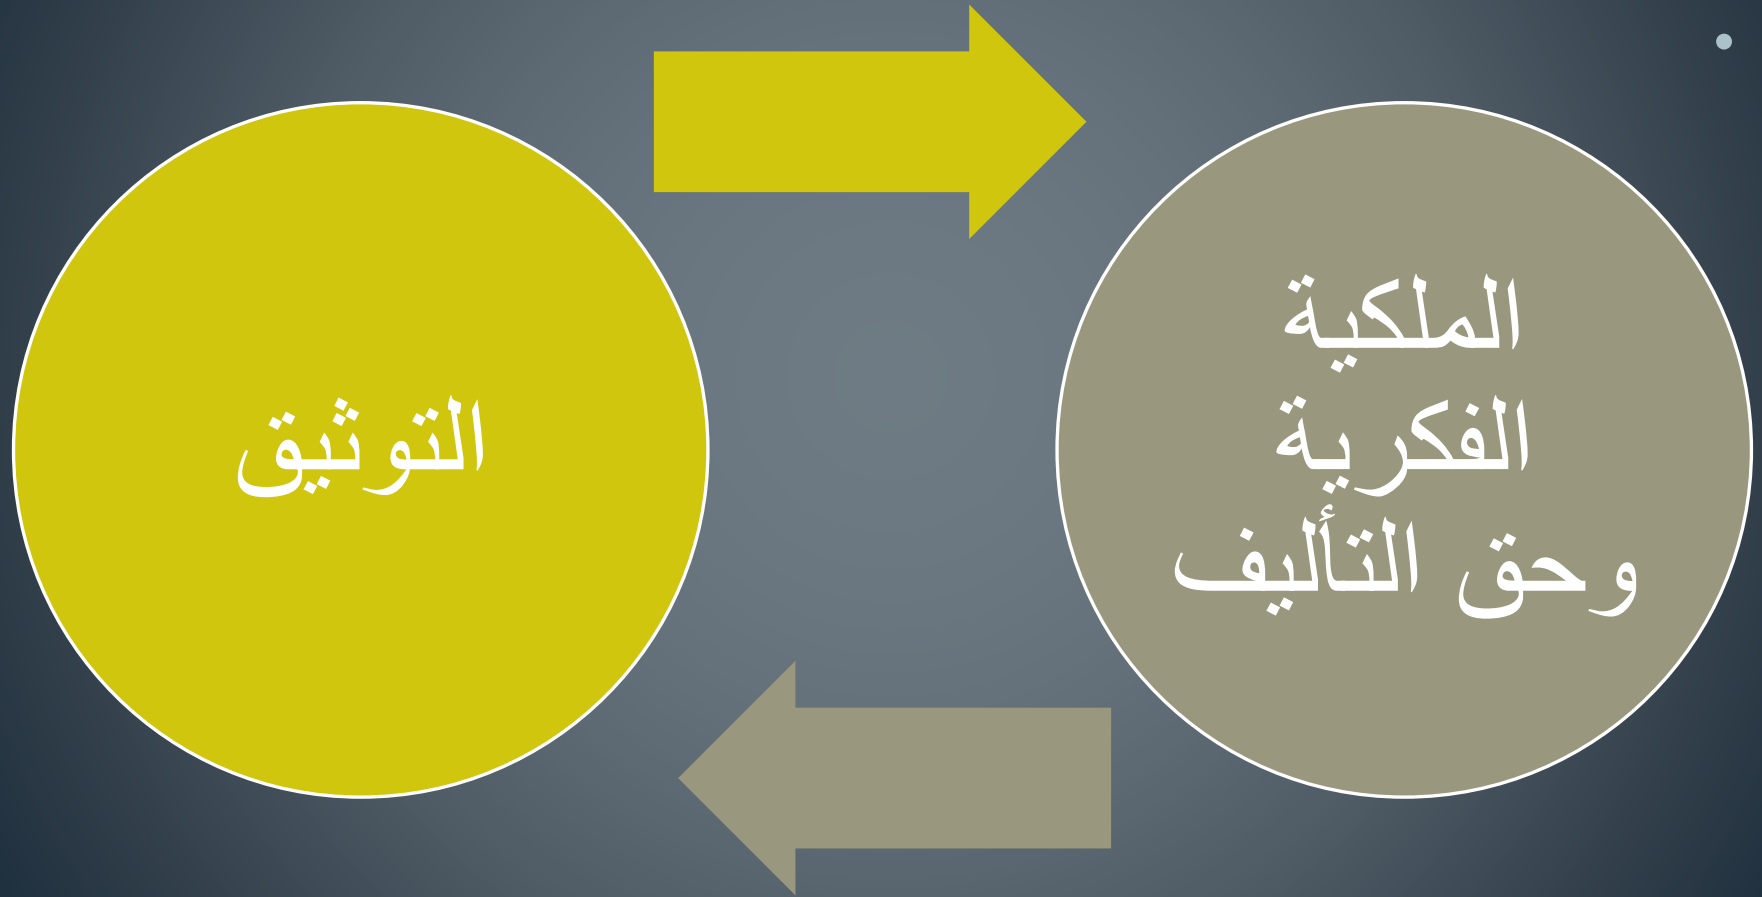 الملكية
الفكرية
وحق التأليف
التوثيق